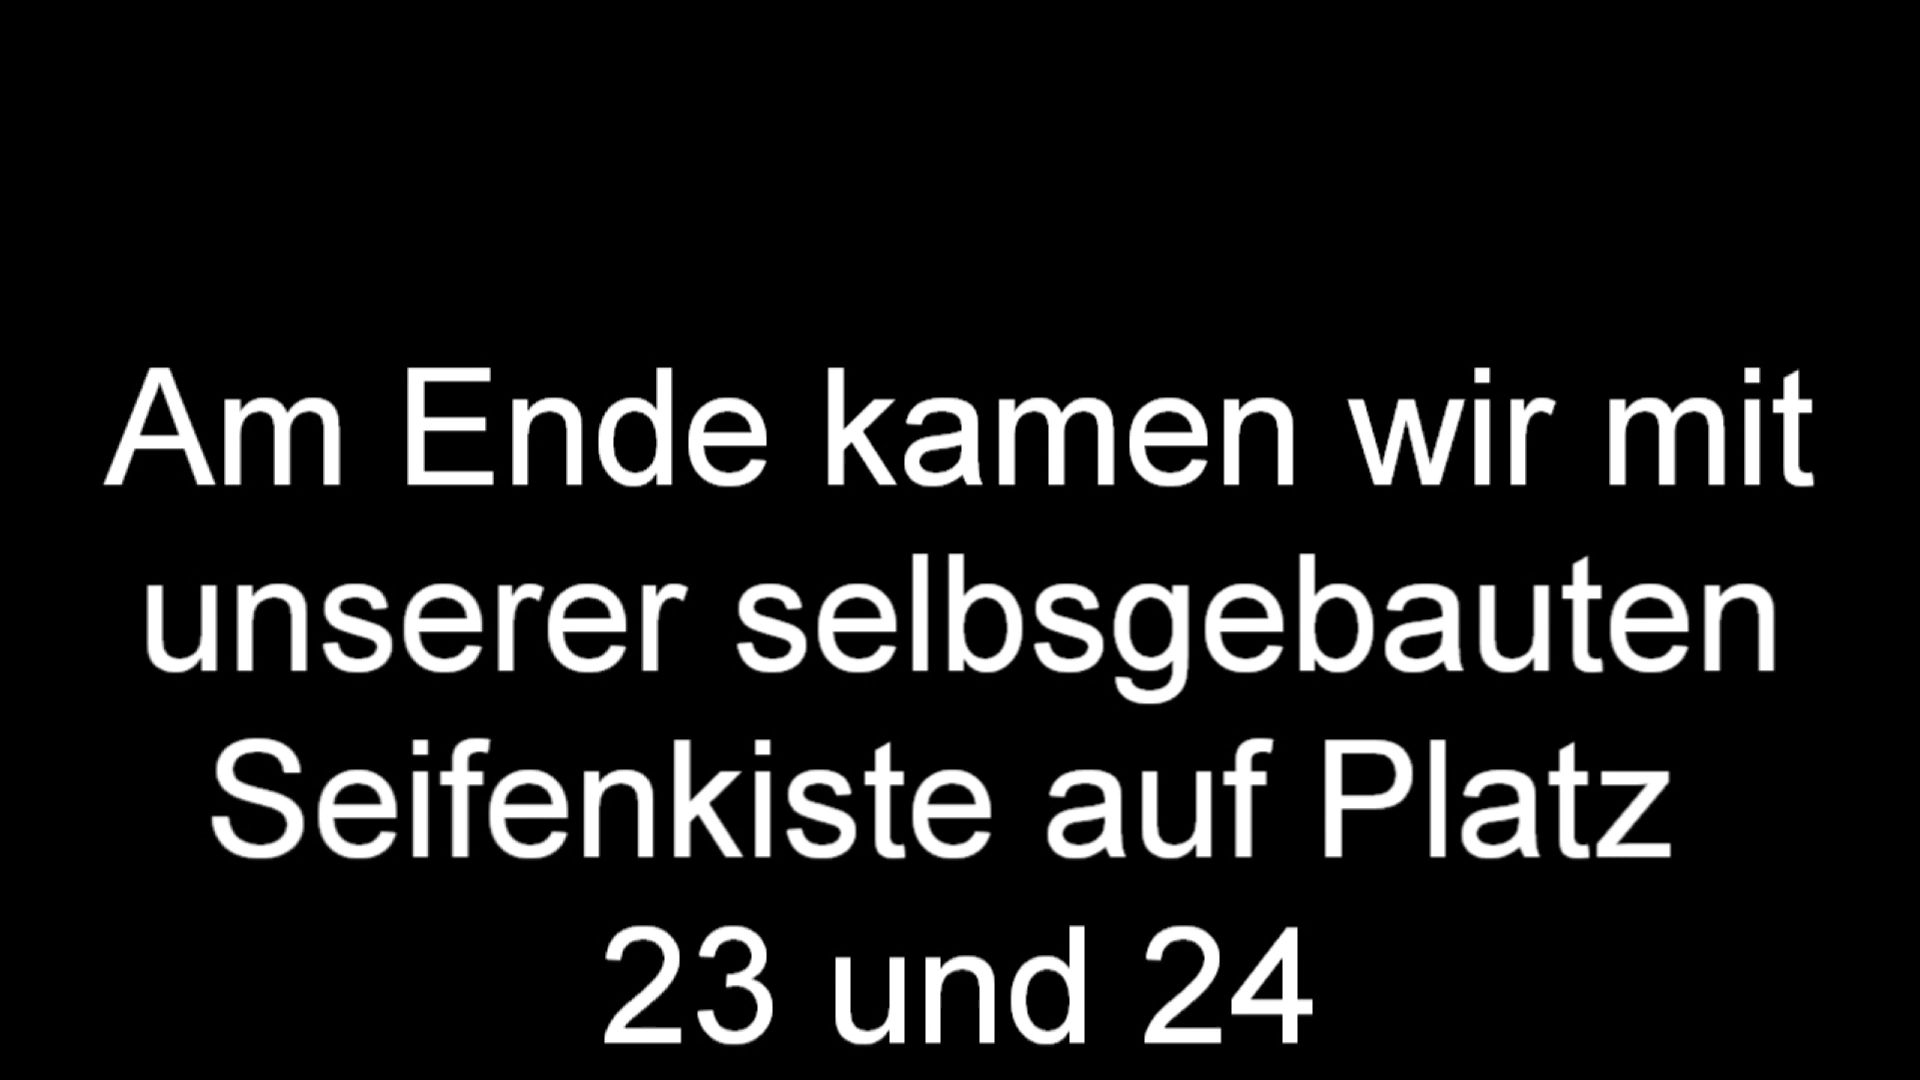 Am Ende kamen wir mit
unserer selbsgebauten
Seifenkiste auf Platz
23 und 24